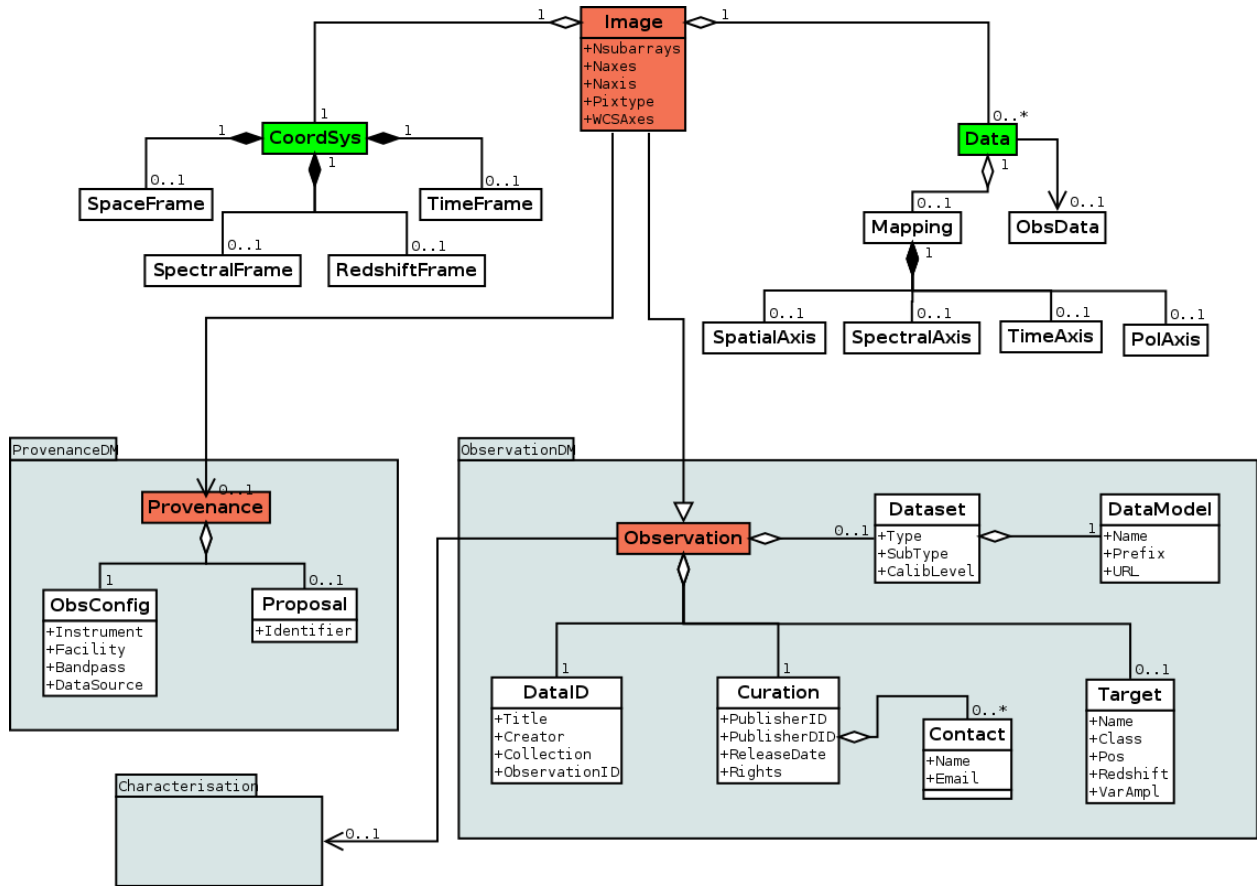 1
Image
1
+Nsubarrays
+Naxes
+Naxis
+Pixtype
+WCSAxes
1
1
CoordSys
1
1
0..1
SpaceFrame
0..1
TimeFrame
0..1
SpectralFrame
0..1
RedshiftFrame
0..*
Data
1
0..1
Mapping
1
0..1
ObsData
0..1
SpatialAxis
0..1
SpectralAxis
0..1
TimeAxis
0..1
PolAxis
ProvenanceDM
0..1
Provenance
1
ObsConfig
+Instrument
+Facility
+Bandpass
+DataSource
0..1
Proposal
+Identifier
ObservationDM
Observation
0..1
Dataset
+Type
+SubType
+CalibLevel
1
DataModel
+Name
+Prefix
+URL
1
DataID
+Title
+Creator
+Collection
+ObservationID
1
Curation
+PublisherID
+PublisherDID
+ReleaseDate
+Rights
0..*
Contact
+Name
+Email
0..1
Target
+Name
+Class
+Pos
+Redshift
+VarAmpl
Characterisation
0..1